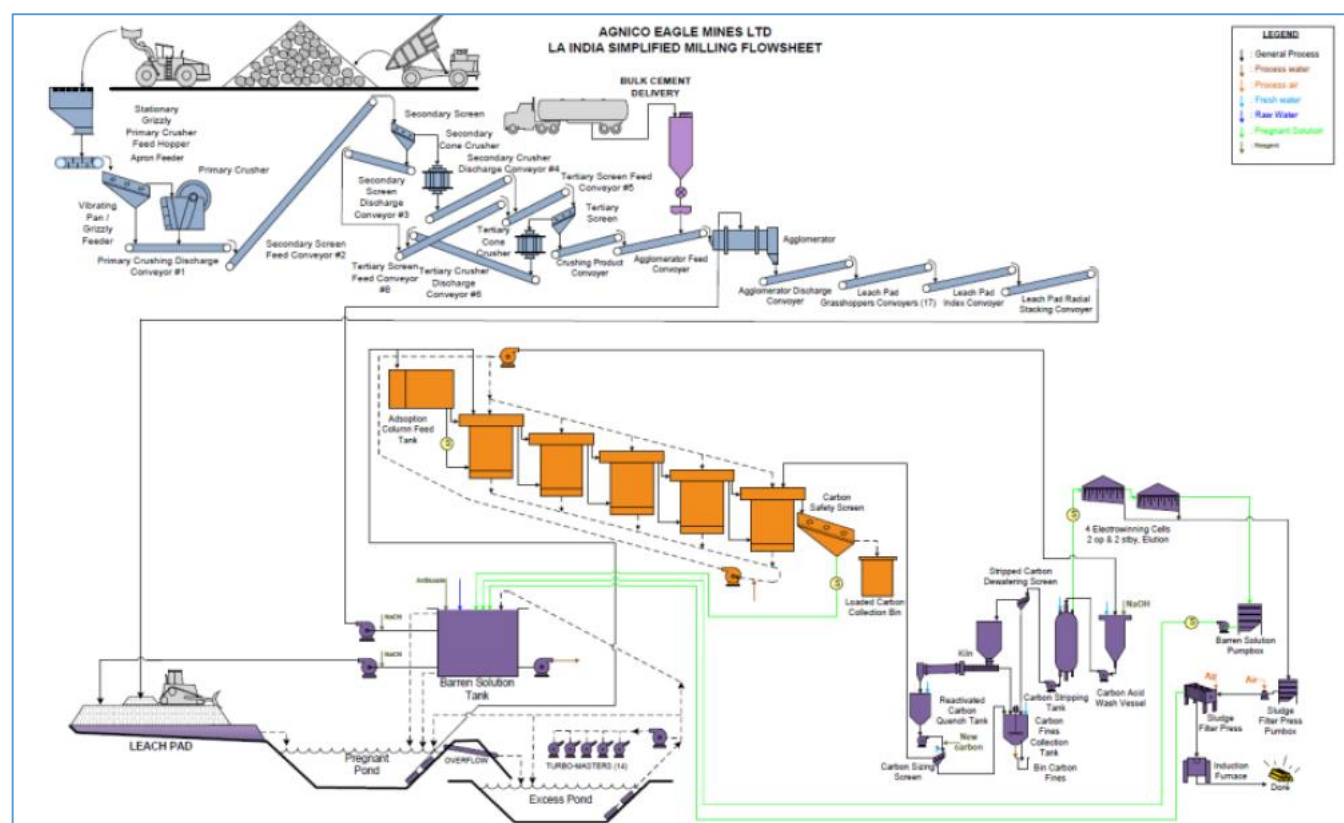 AGNICO EAGLE MINES LTD
LA INDIA SIMPLIFIED MILLING FLOWSHEET
LEGEND
: General Process
: Process water
: Process air
: Fresh water
: Raw Water
: Pregnant Solution
: Reagent
BULK CEMENT
DELIVERY
Stationary
Grizzly
Primary Crusher
Feed Hopper
Apron Feeder
Primary Crusher
Vibrating
Pan /
Grizzly
Feeder
Primary Crushing Discharge
Conveyor #1
Secondary Screen
Feed Conveyor #2
Secondary Screen
Secondary
Cone Crusher
Secondary
Screen
Discharge
Conveyor #3
Secondary Crusher
Discharge Conveyor #4
Tertiary Screen Feed
Conveyor #5
Tertiary
Screen
Tertiary
Cone
Crusher
Tertiary Screen
Feed Conveyor
#8
Tertiary Crusher
Discharge
Conveyor #6
Crushing Product
Convoyer
Agglomerator Feed
Convoyer
Agglomerator
Agglomerator Discharge
Convoyer
Leach Pad
Grasshoppers Convoyers (17)
Leach Pad
Index Convoyer
Leach Pad Radial
Stacking Convoyer
Adsoption
Column Feed
Tank
S
Carbon
Safety Screen
S
Loaded Carbon
Collection Bin
Antiscale
NaOH
NaOH
Barren Solution
Tank
LEACH PAD
Pregnant
Pond
OVERFLOW
TURBO-MASTERS (14)
Excess Pond
Stripped Carbon
Dewatering Screen
Kiln
Reactivated
Carbon
Quench Tank
New
carbon
Carbon Sizing
Screen
Carbon
Fines
Collection
Tank
Bin Carbon
Fines
Carbon Stripping
Tank
NaOH
Carbon Acid
Wash Vessel
S
4 Electrowinning Cells
2 op & 2 stby, Elution
S
Barren Solution
Pumpbox
Air
Air
Sludge
Filter Press
Sludge
Filter Press
Pumbox
Induction
Furnace
Doré